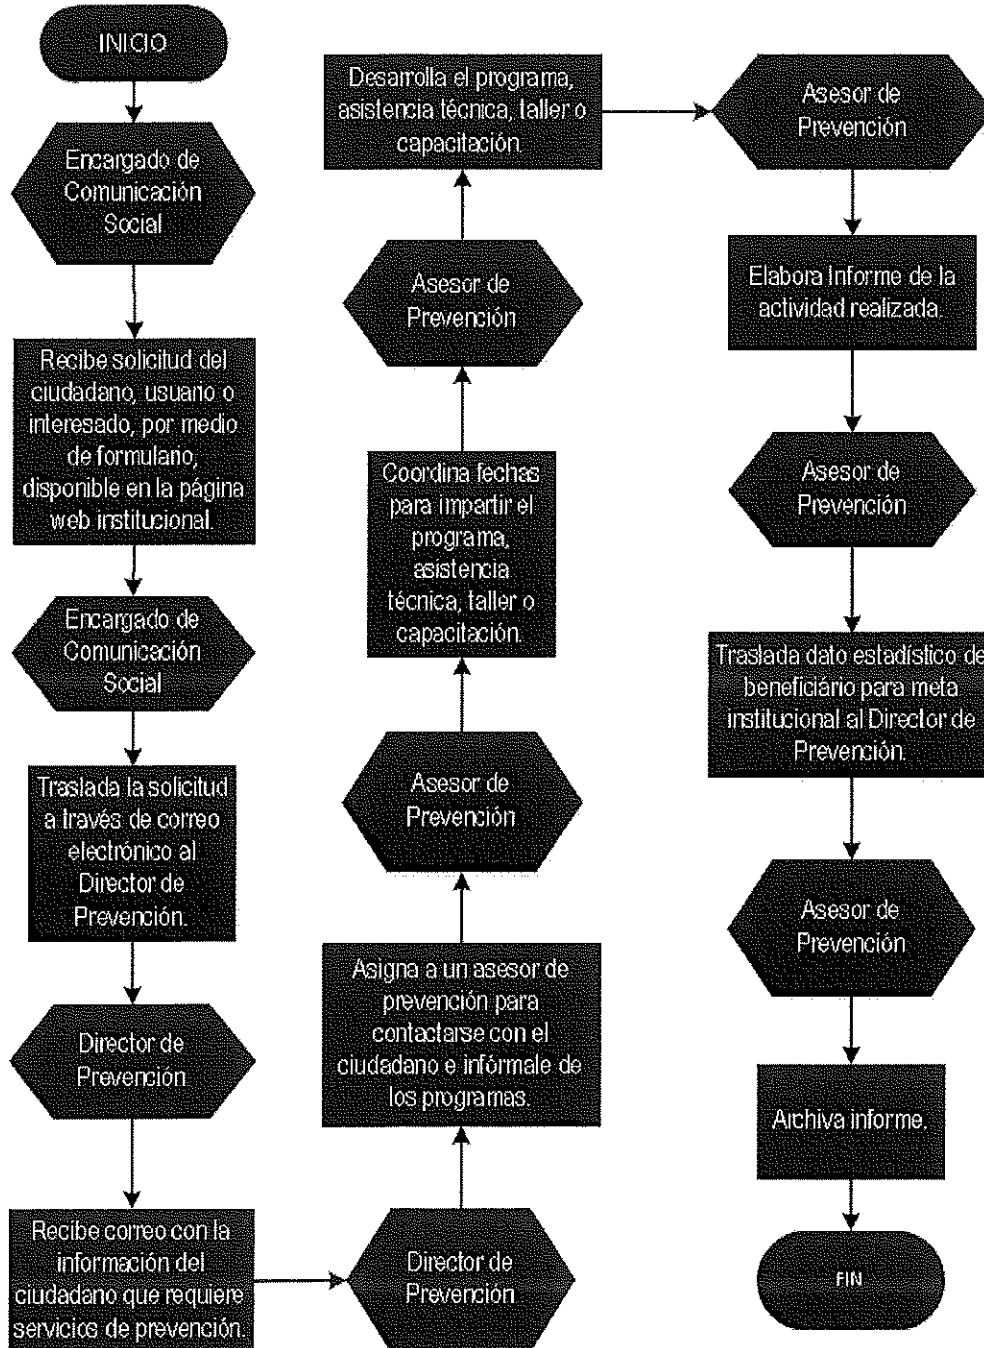 INICIO
Encargado de
Comunicación
Social
Recibe solicitud del
ciudadano, usuario o
interesado, por medio
de formulario,
disponible en la página
web institucional.
Encargado de
Comunicación
Social
Traslada la solicitud
a través de correo
electrónico al
Director de
Prevención.
Director de
Prevención
Recibe correo con la
información del
ciudadano que requiere
servicios de prevención.
Director de
Prevención
Asigna a un asesor de
prevención para
contactarse con el
ciudadano e infórmale de
los programas.
Asesor de
Prevención
Coordina fechas
para impartir el
programa,
asistencia
técnica, taller o
capacitación.
Asesor de
Prevención
Desarrolla el programa,
asistencia técnica, taller o
capacitación.
Asesor de
Prevención
Elabora Informe de la
actividad realizada.
Asesor de
Prevención
Traslada dato estadístico de
beneficiário para meta
institucional al Director de
Prevención.
Asesor de
Prevención
Archiva informe.
FIN